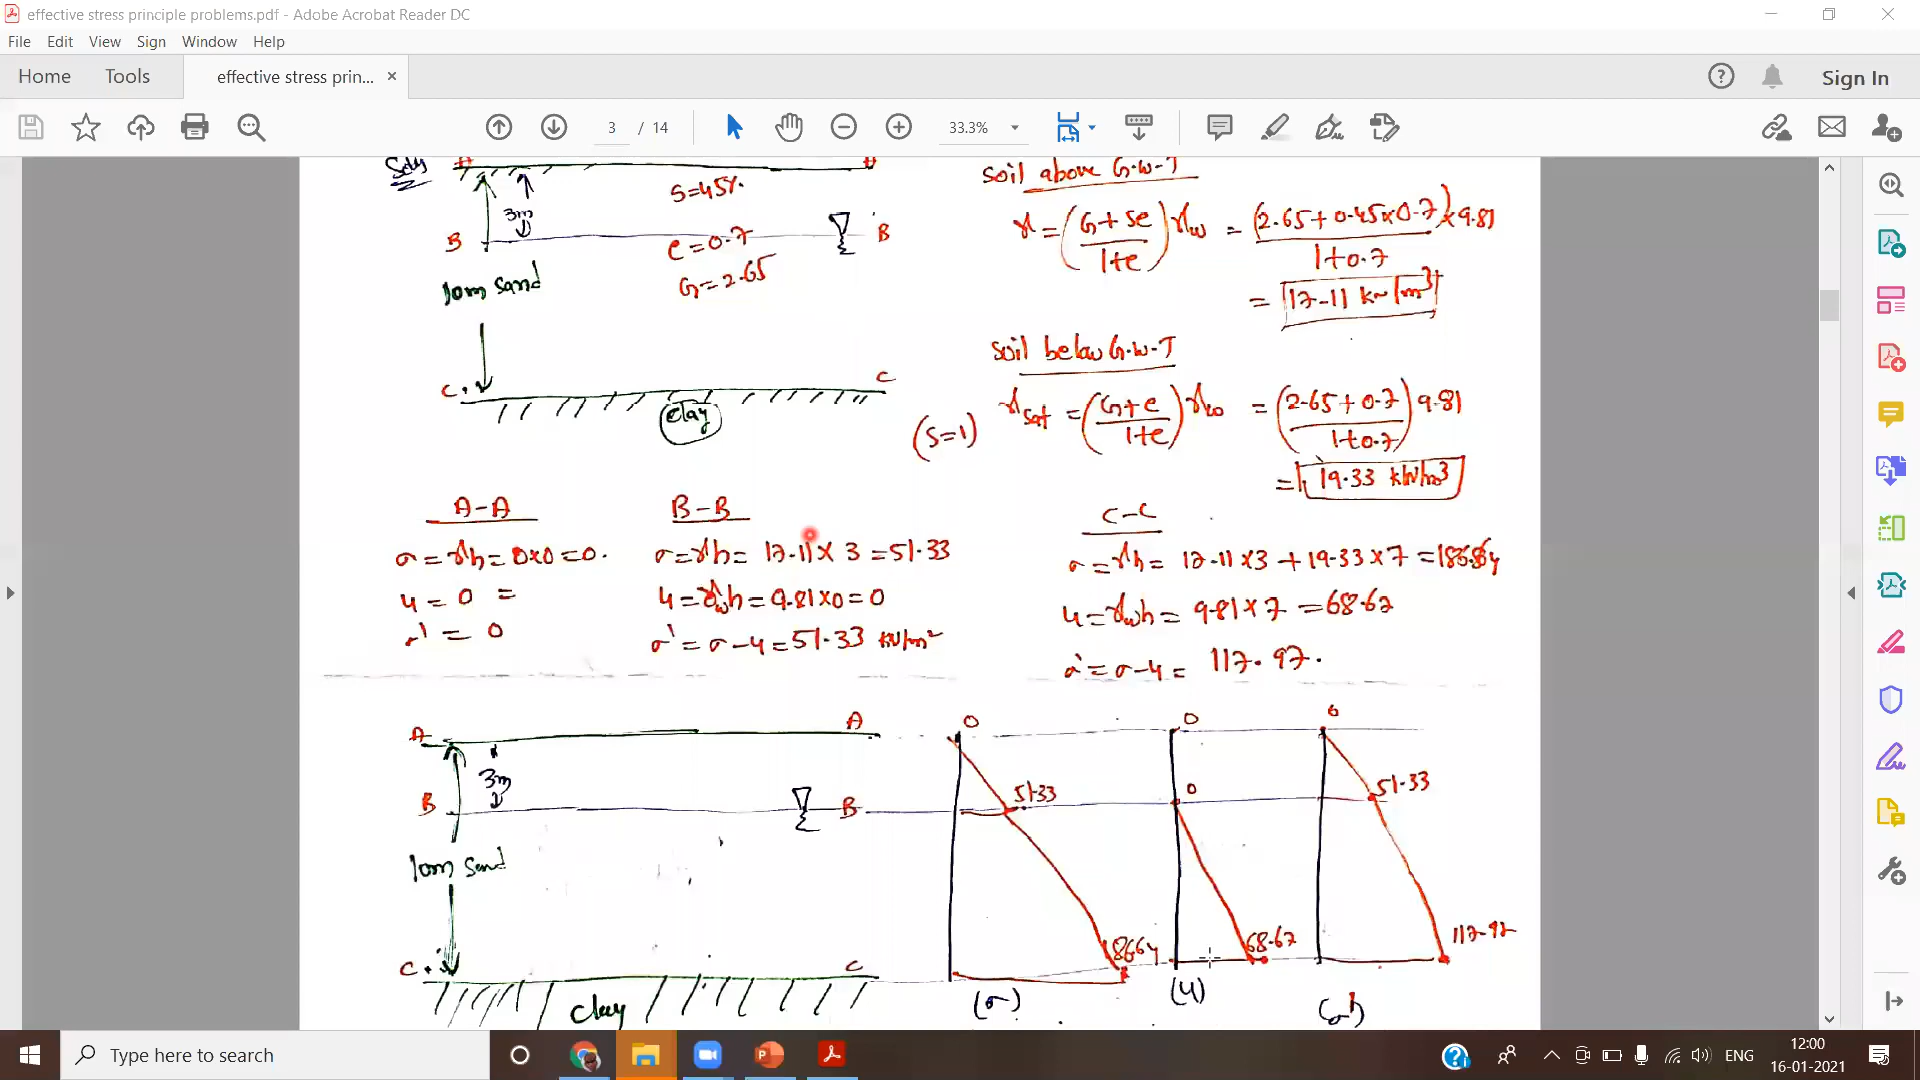 effective stress principle problems.pdf - Adobe Acrobat Reader DC
File Edit View Sign Window Help
Home Tools effective stress prin... × Sign In
3 / 14 33.3%
Soln
S=45%
3m
B B
e=0.7
G=2.65
10m sand
C C
clay
soil above G.W.T
γ = (G+Se / 1+e) γw = (2.65+0.45×0.7)×9.81 / 1+0.7
= 17.11 kN/m³
soil below G.W.T
(S=1) γsat = (G+e / 1+e) γw = (2.65+0.7 / 1+0.7) 9.81
= 19.33 kN/m³
A-A
σ=γh=0×0=0.
u = 0 =
σ' = 0
B-B
σ=γh= 17.11×3=51.33
u=γwh=9.81×0=0
σ'=σ-u=51.33 kN/m²
C-C
σ=γh= 17.11×3+19.33×7=186.64
u=γwh= 9.81×7=68.67
σ'=σ-u= 117.97.
A A 0 0 0
3m
B B 51.33 0 51.33
10m sand
C C 186.64 68.67 117.97
clay (σ) (u) (σ')
Type here to search
ENG
12:00
16-01-2021